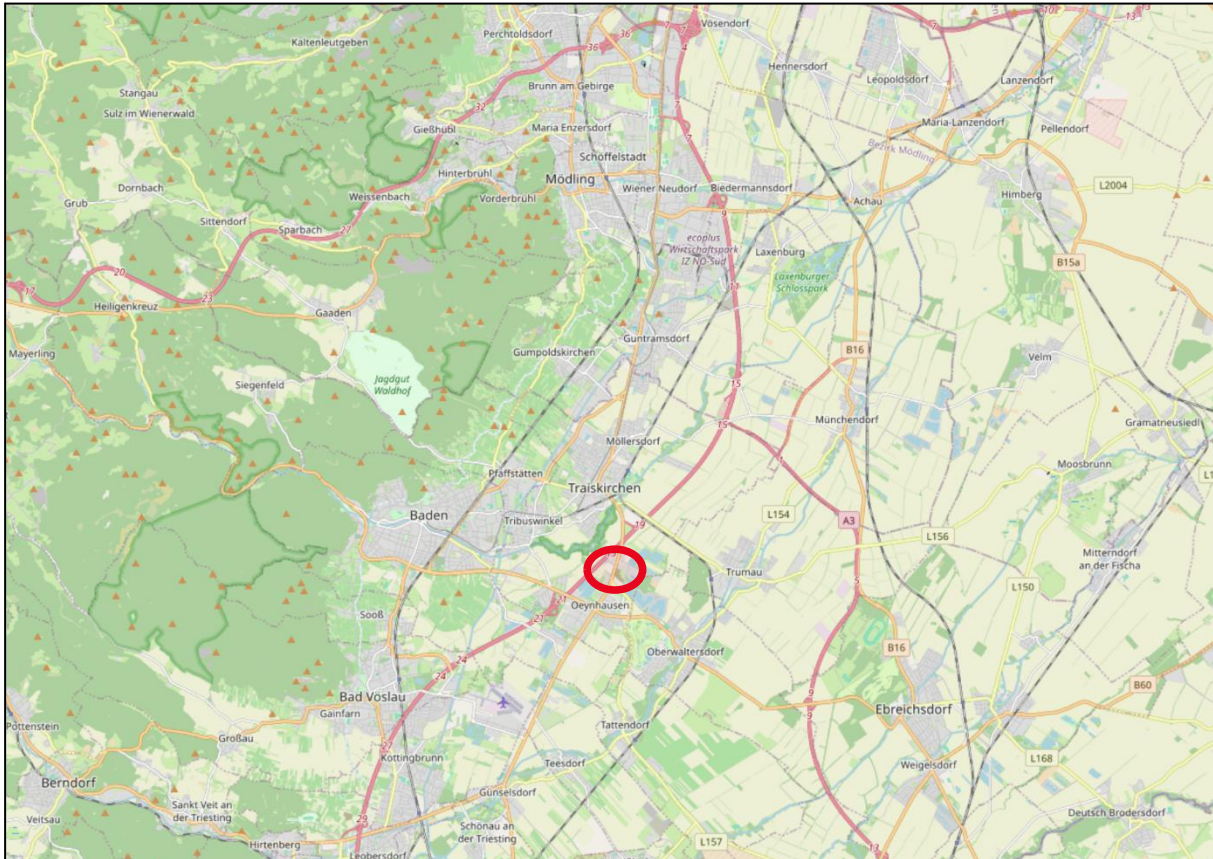 Vösendorf
Perchtoldsdorf
Kaltenleutgeben
Hennersdorf
Leopoldsdorf
Lanzendorf
Stangau
Sulz im Wienerwald
Brunn am Gebirge
Maria-Lanzendorf
Pellendorf
Gießhübl
Maria Enzersdorf
Bezirk Mödling
Schöffelstadt
Hinterbrühl
Mödling
Wiener Neudorf
Biedermannsdorf
L2004
Dornbach
Weissenbach
Vorderbrühl
Achau
Himberg
Grub
Sittendorf
Sparbach
ecoplus
Wirtschaftspark
IZ NÖ-Süd
Laxenburg
B15a
Laxenburger
Schlosspark
Heiligenkreuz
Gaaden
Guntramsdorf
Mayerling
Gumpoldskirchen
B16
Velm
Jagdgut
Waldhof
Siegenfeld
Münchendorf
Gramatneusiedl
Möllersdorf
Moosbrunn
Pfaffstätten
Traiskirchen
Baden
Tribuswinkel
L154
A3
L156
Mitterndorf
an der Fischa
Trumau
L150
Oeynhausen
Sooß
Oberwaltersdorf
B16
B60
Bad Vöslau
Gainfarn
Ebreichsdorf
Pottenstein
Großau
Tattendorf
Kottingbrunn
Teesdorf
Weigelsdorf
L168
Berndorf
Günselsdorf
Sankt Veit an
der Triesting
Veitsau
Schönau an
der Triesting
Deutsch Brodersdorf
Hirtenberg
Leobersdorf
L157